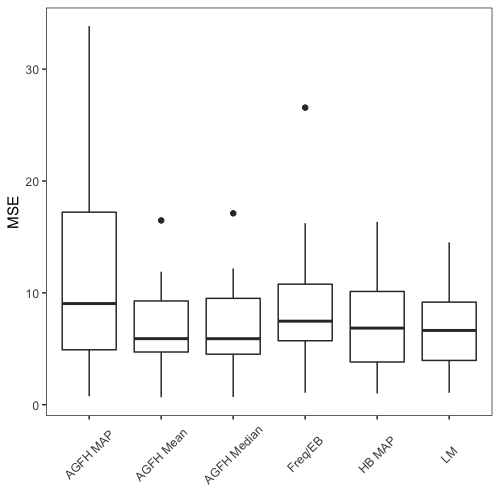 MSE
30
20
10
0
AGFH MAP
AGFH Mean
AGFH Median
Freq/EB
HB MAP
LM